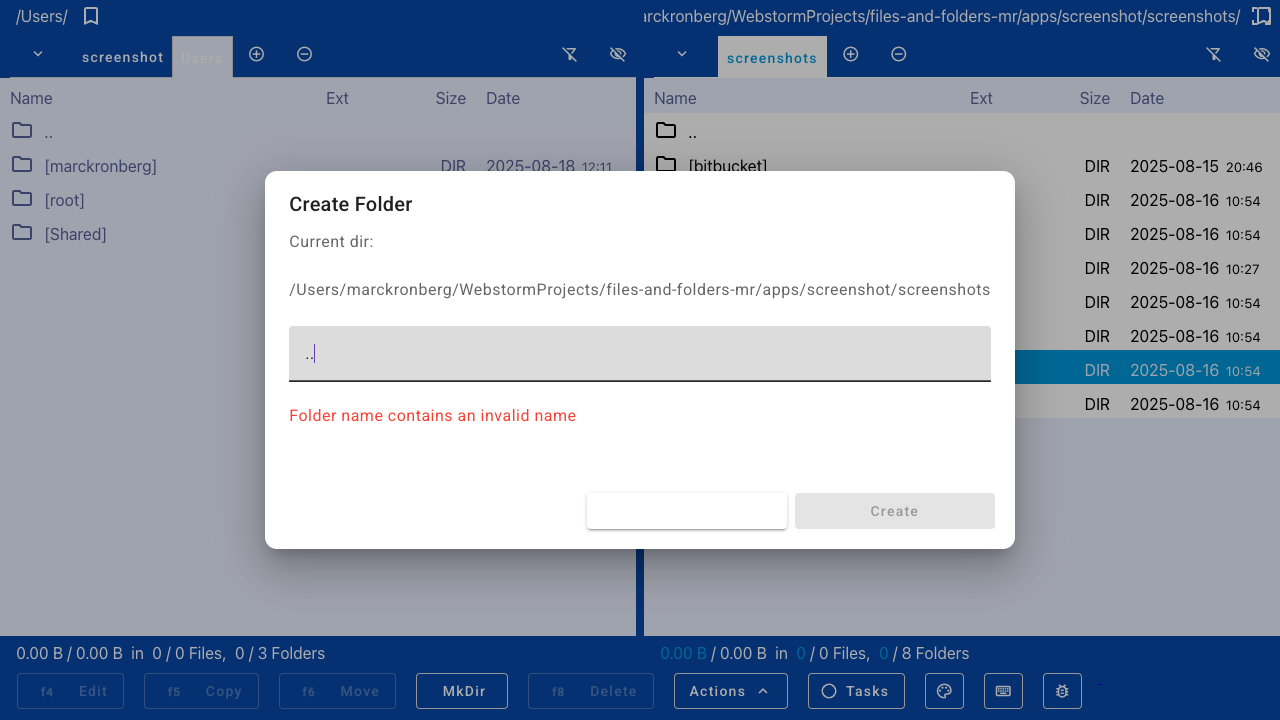 /Users/
arckronberg/WebstormProjects/files-and-folders-mr/apps/screenshot/screenshots/
screenshot Users
screenshots
Name Ext Size Date
Name Ext Size Date
..
[marckronberg] DIR 2025-08-18 12:11
[root]
[Shared]
..
[bitbucket] DIR 2025-08-15 20:46
DIR 2025-08-16 10:54
DIR 2025-08-16 10:54
DIR 2025-08-16 10:27
DIR 2025-08-16 10:54
DIR 2025-08-16 10:54
DIR 2025-08-16 10:54
DIR 2025-08-16 10:54
Create Folder
Current dir:
/Users/marckronberg/WebstormProjects/files-and-folders-mr/apps/screenshot/screenshots
..
Folder name contains an invalid name
Create
0.00 B / 0.00 B in 0 / 0 Files, 0 / 3 Folders
0.00 B / 0.00 B in 0 / 0 Files, 0 / 8 Folders
f4 Edit f5 Copy f6 Move MkDir f8 Delete Actions Tasks